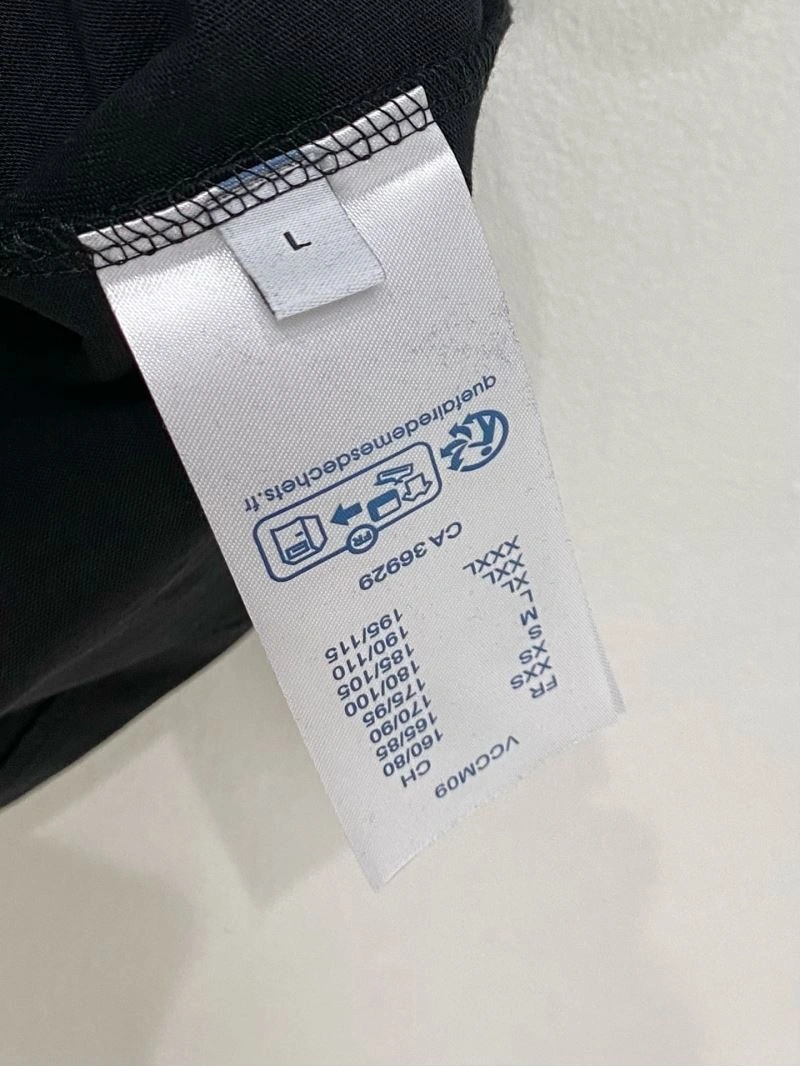 L
VCCM09
FR CH
XXS 160/80
XS 165/85
S 170/90
M 175/95
L 180/100
XL 185/105
XXL 190/110
XXXL 195/115
CA 36929
FR
quefairedemesdechets.fr